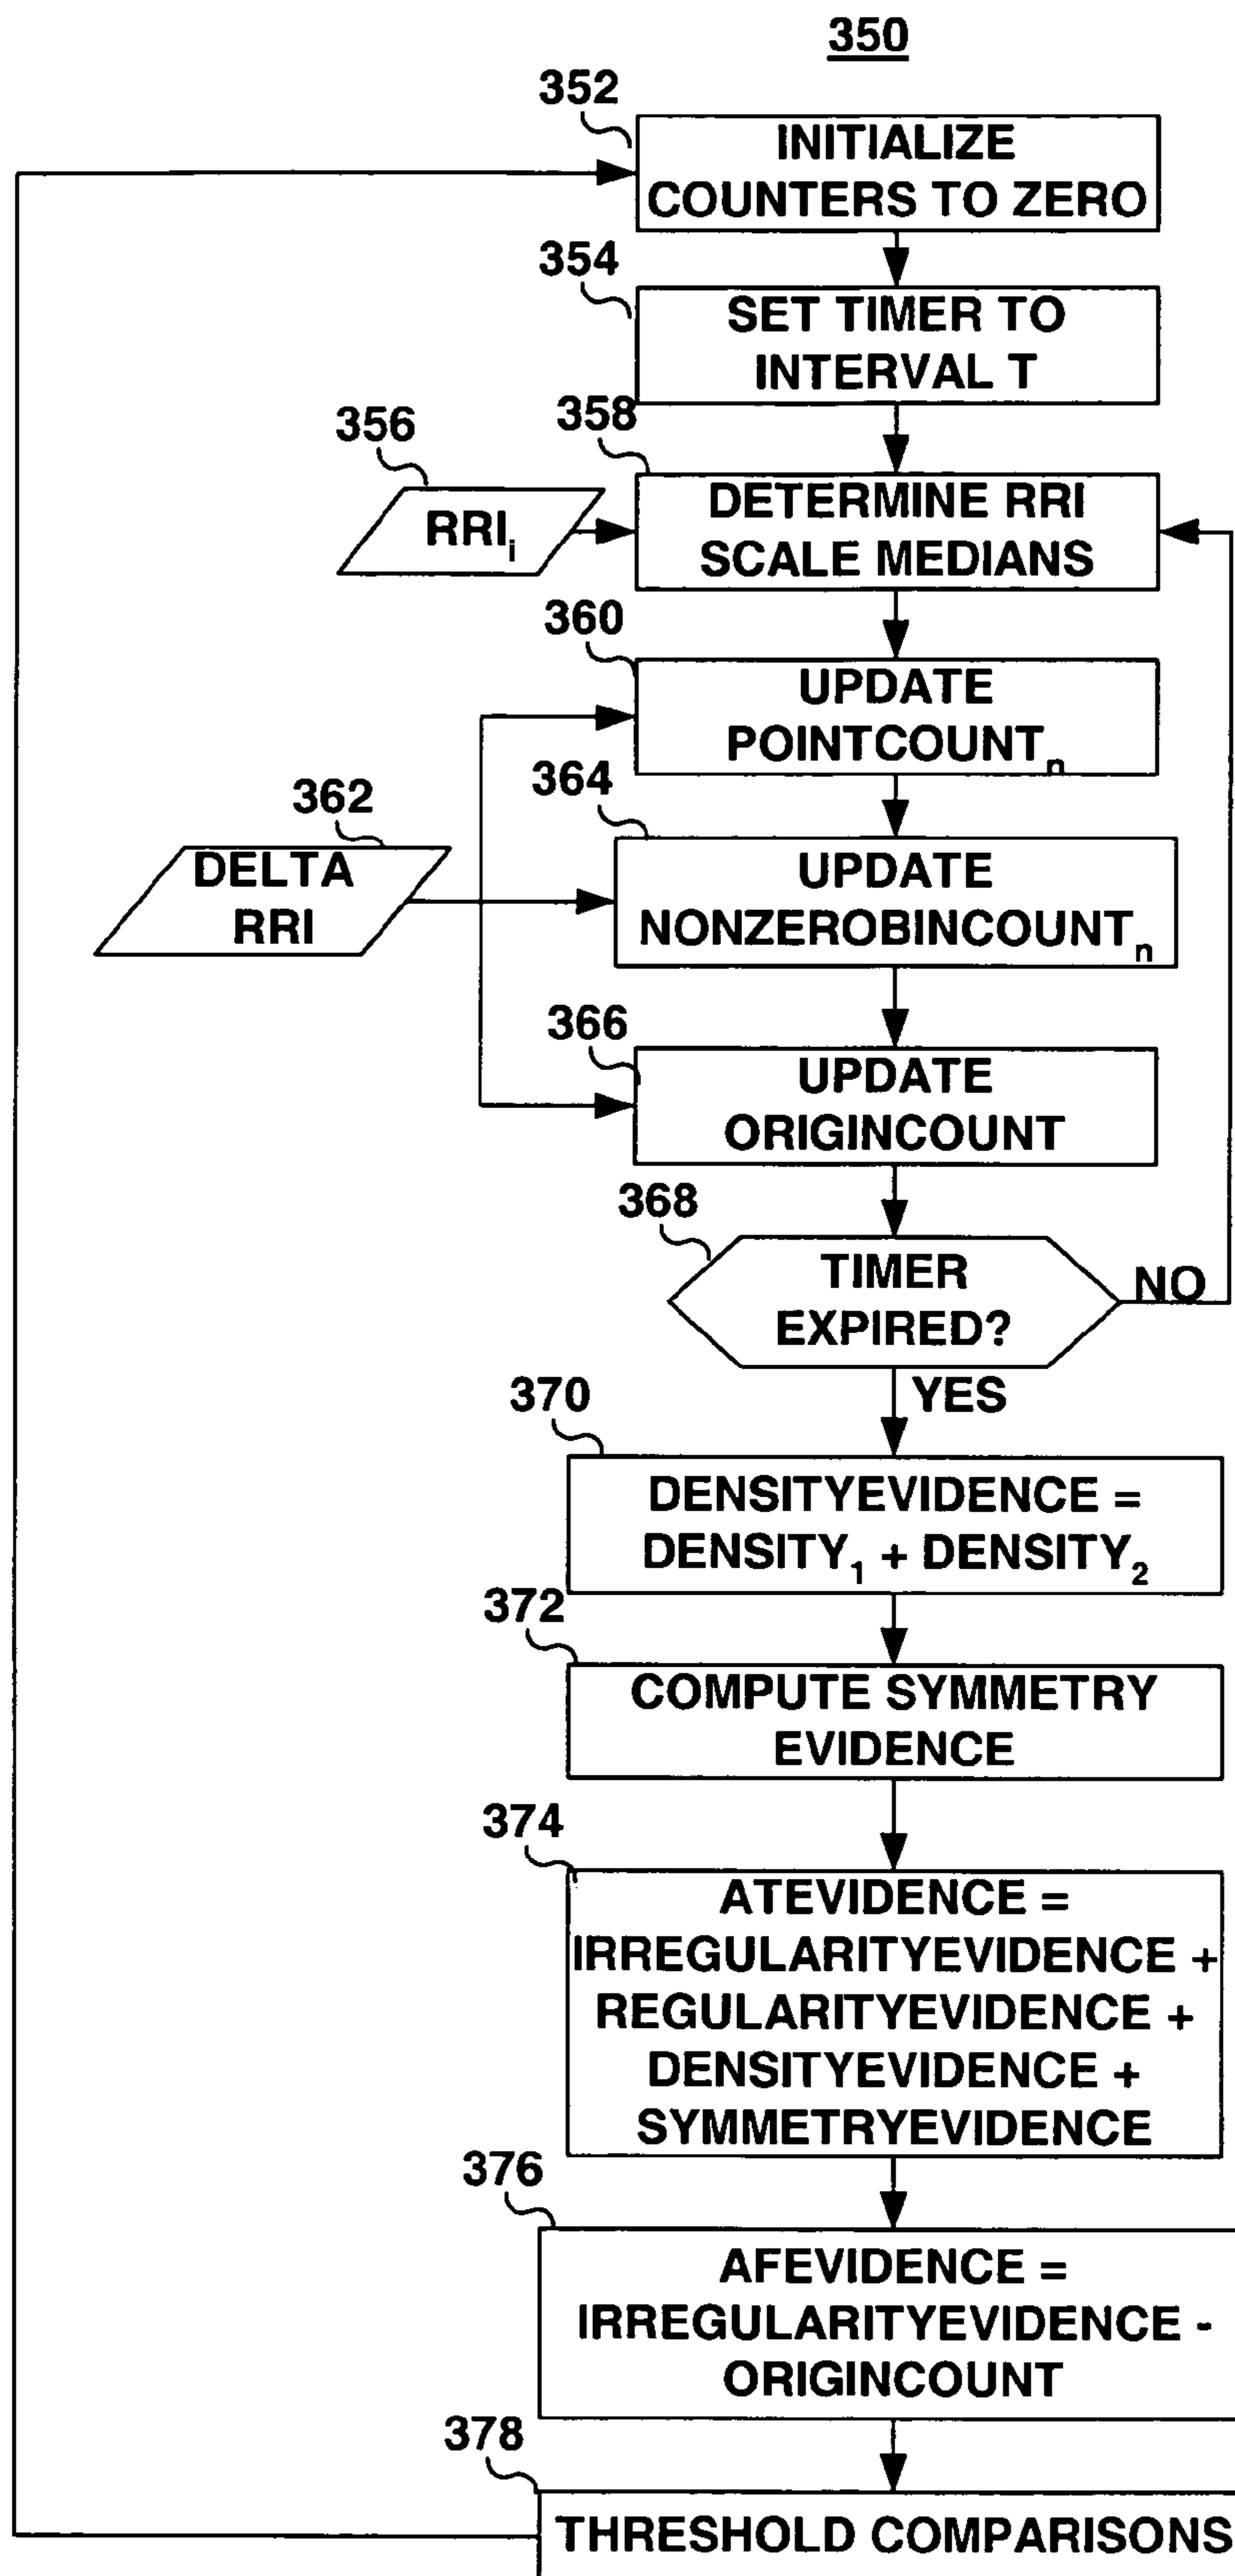 350
352
INITIALIZE
COUNTERS TO ZERO
354
SET TIMER TO
INTERVAL T
356
358
RRIi
DETERMINE RRI
SCALE MEDIANS
360
UPDATE
POINTCOUNTn
362
364
DELTA
RRI
UPDATE
NONZEROBINCOUNTn
366
UPDATE
ORIGINCOUNT
368
TIMER
EXPIRED?
NO
YES
370
DENSITYEVIDENCE =
DENSITY1 + DENSITY2
372
COMPUTE SYMMETRY
EVIDENCE
374
ATEVIDENCE =
IRREGULARITYEVIDENCE +
REGULARITYEVIDENCE +
DENSITYEVIDENCE +
SYMMETRYEVIDENCE
376
AFEVIDENCE =
IRREGULARITYEVIDENCE -
ORIGINCOUNT
378
THRESHOLD COMPARISONS